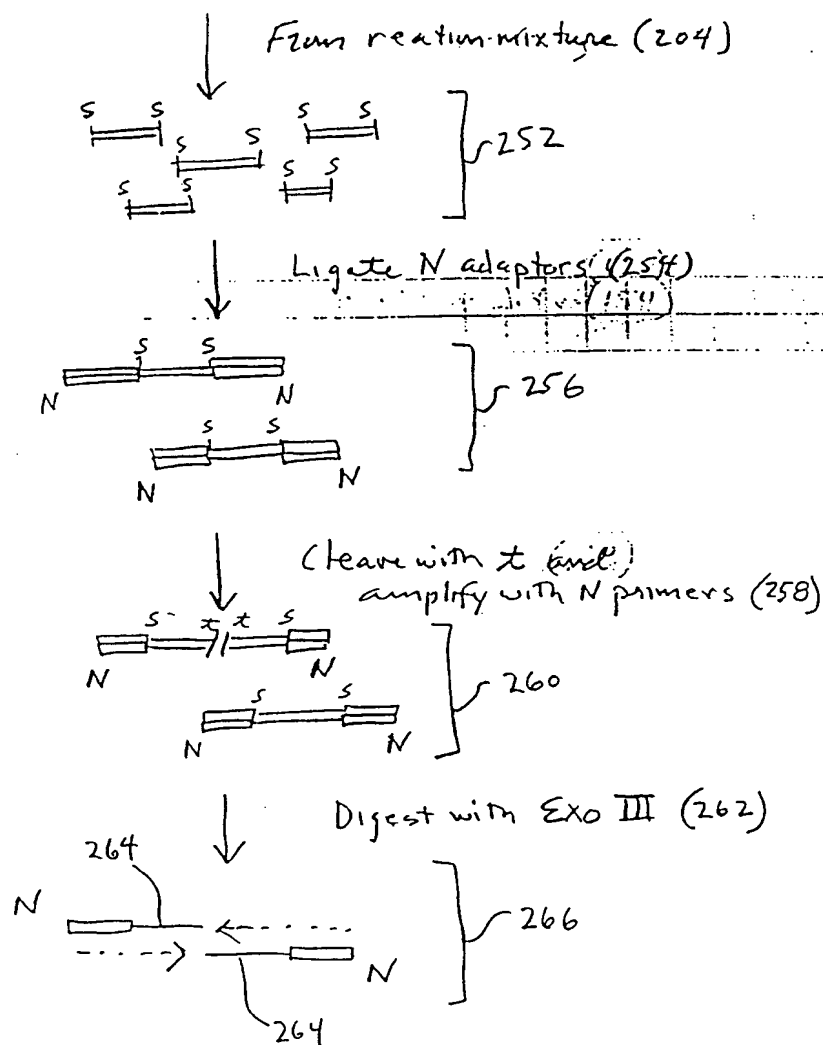 From reation mixture (204)
S S S S
S S
S S
252
Ligate N adaptors (254)
S S
N N
256
S S
N N
Cleave with t and
amplify with N primers (258)
S t t S
N N
S S
260
N N
Digest with Exo III (262)
264
N
266
N
264